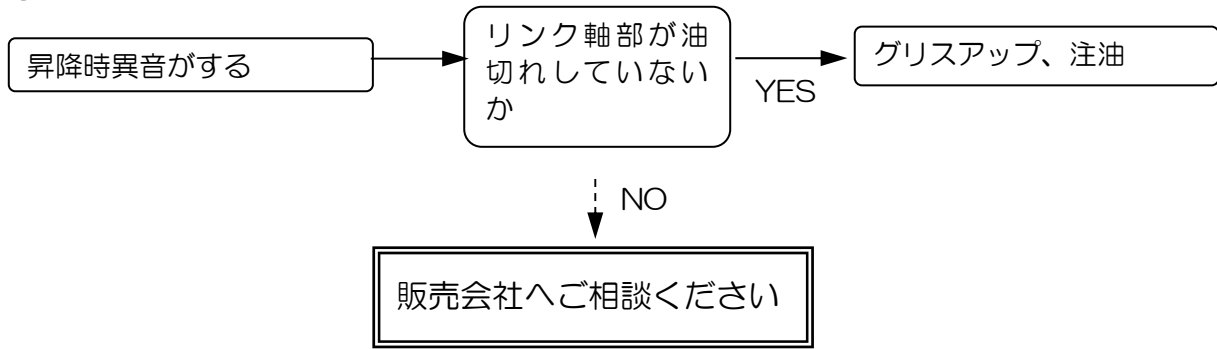 昇降時異音がする
リンク軸部が油
切れしていない
か
YES
グリスアップ、注油
NO
販売会社へご相談ください